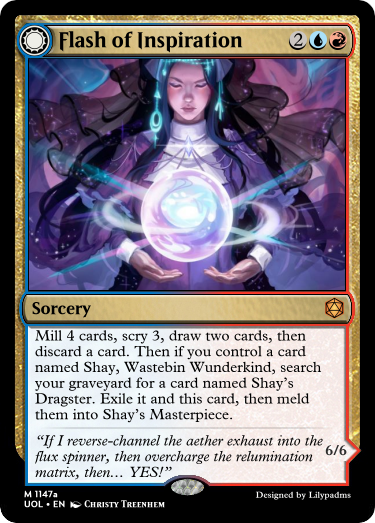 Flash of Inspiration 2
Sorcery
Mill 4 cards, scry 3, draw two cards, then
discard a card. Then if you control a card
named Shay, Wastebin Wunderkind, search
your graveyard for a card named Shay's
Dragster. Exile it and this card, then meld
them into Shay's Masterpiece.
"If I reverse-channel the aether exhaust into the
flux spinner, then overcharge the relumination
matrix, then... YES!"
6/6
M 1147a
UOL • EN Christy Treenhem
Designed by Lilypadms